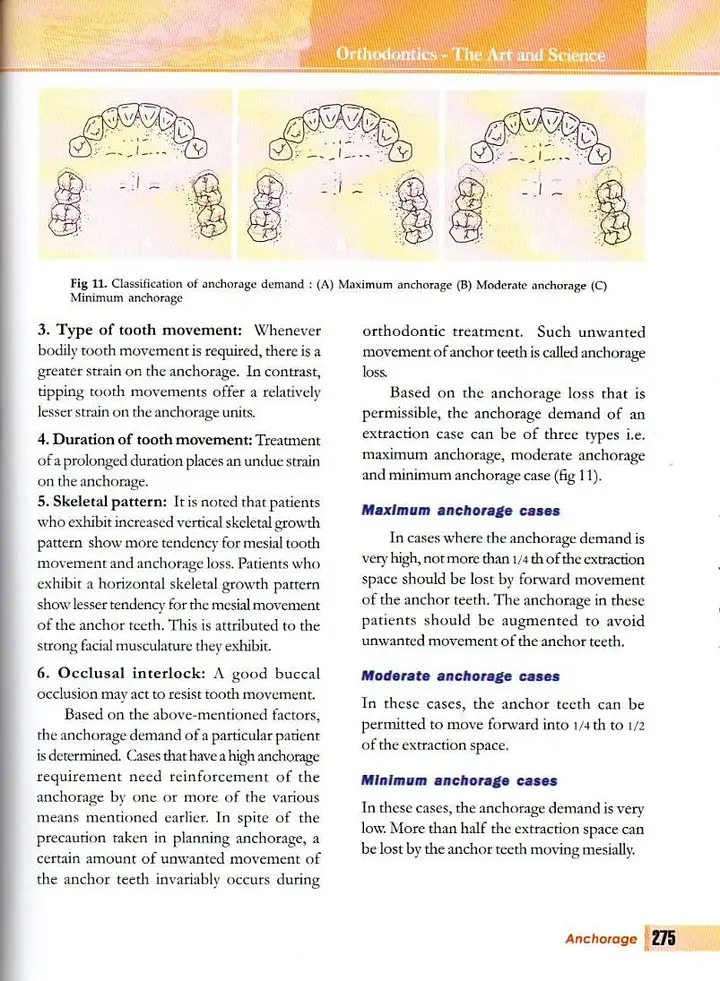 Orthodontics - The Art and Science
Fig 11. Classification of anchorage demand : (A) Maximum anchorage (B) Moderate anchorage (C)
Minimum anchorage
3. Type of tooth movement: Whenever
bodily tooth movement is required, there is a
greater strain on the anchorage. In contrast,
tipping tooth movements offer a relatively
lesser strain on the anchorage units.
4. Duration of tooth movement: Treatment
of a prolonged duration places an undue strain
on the anchorage.
5. Skeletal pattern: It is noted that patients
who exhibit increased vertical skeletal growth
pattern show more tendency for mesial tooth
movement and anchorage loss. Patients who
exhibit a horizontal skeletal growth pattern
show lesser tendency for the mesial movement
of the anchor teeth. This is attributed to the
strong facial musculature they exhibit.
6. Occlusal interlock: A good buccal
occlusion may act to resist tooth movement.
Based on the above-mentioned factors,
the anchorage demand of a particular patient
is determined. Cases that have a high anchorage
requirement need reinforcement of the
anchorage by one or more of the various
means mentioned earlier. In spite of the
precaution taken in planning anchorage, a
certain amount of unwanted movement of
the anchor teeth invariably occurs during
orthodontic treatment. Such unwanted
movement of anchor teeth is called anchorage
loss.
Based on the anchorage loss that is
permissible, the anchorage demand of an
extraction case can be of three types i.e.
maximum anchorage, moderate anchorage
and minimum anchorage case (fig 11).
Maximum anchorage cases
In cases where the anchorage demand is
very high, not more than 1/4 th of the extraction
space should be lost by forward movement
of the anchor teeth. The anchorage in these
patients should be augmented to avoid
unwanted movement of the anchor teeth.
Moderate anchorage cases
In these cases, the anchor teeth can be
permitted to move forward into 1/4 th to 1/2
of the extraction space.
Minimum anchorage cases
In these cases, the anchorage demand is very
low. More than half the extraction space can
be lost by the anchor teeth moving mesially.
Anchorage 275